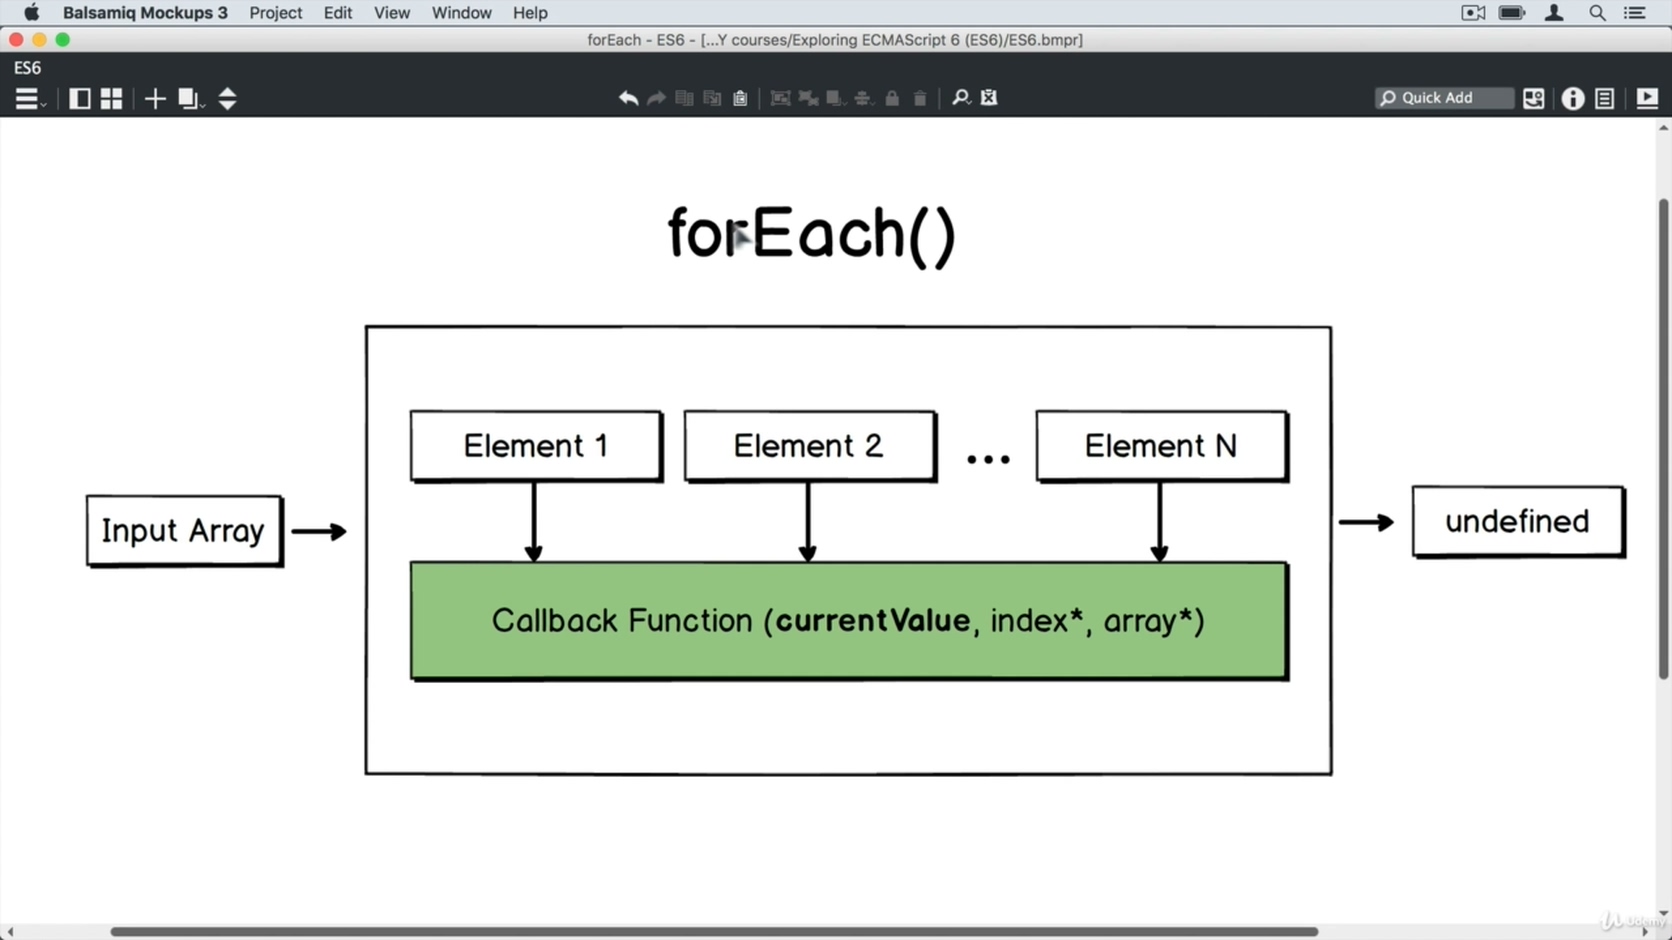 Balsamiq Mockups 3 Project Edit View Window Help
forEach - ES6 - [...Y courses/Exploring ECMAScript 6 (ES6)/ES6.bmpr]
ES6
Quick Add
forEach()
Element 1 Element 2 ... Element N
Input Array
undefined
Callback Function (currentValue, index*, array*)
Udemy